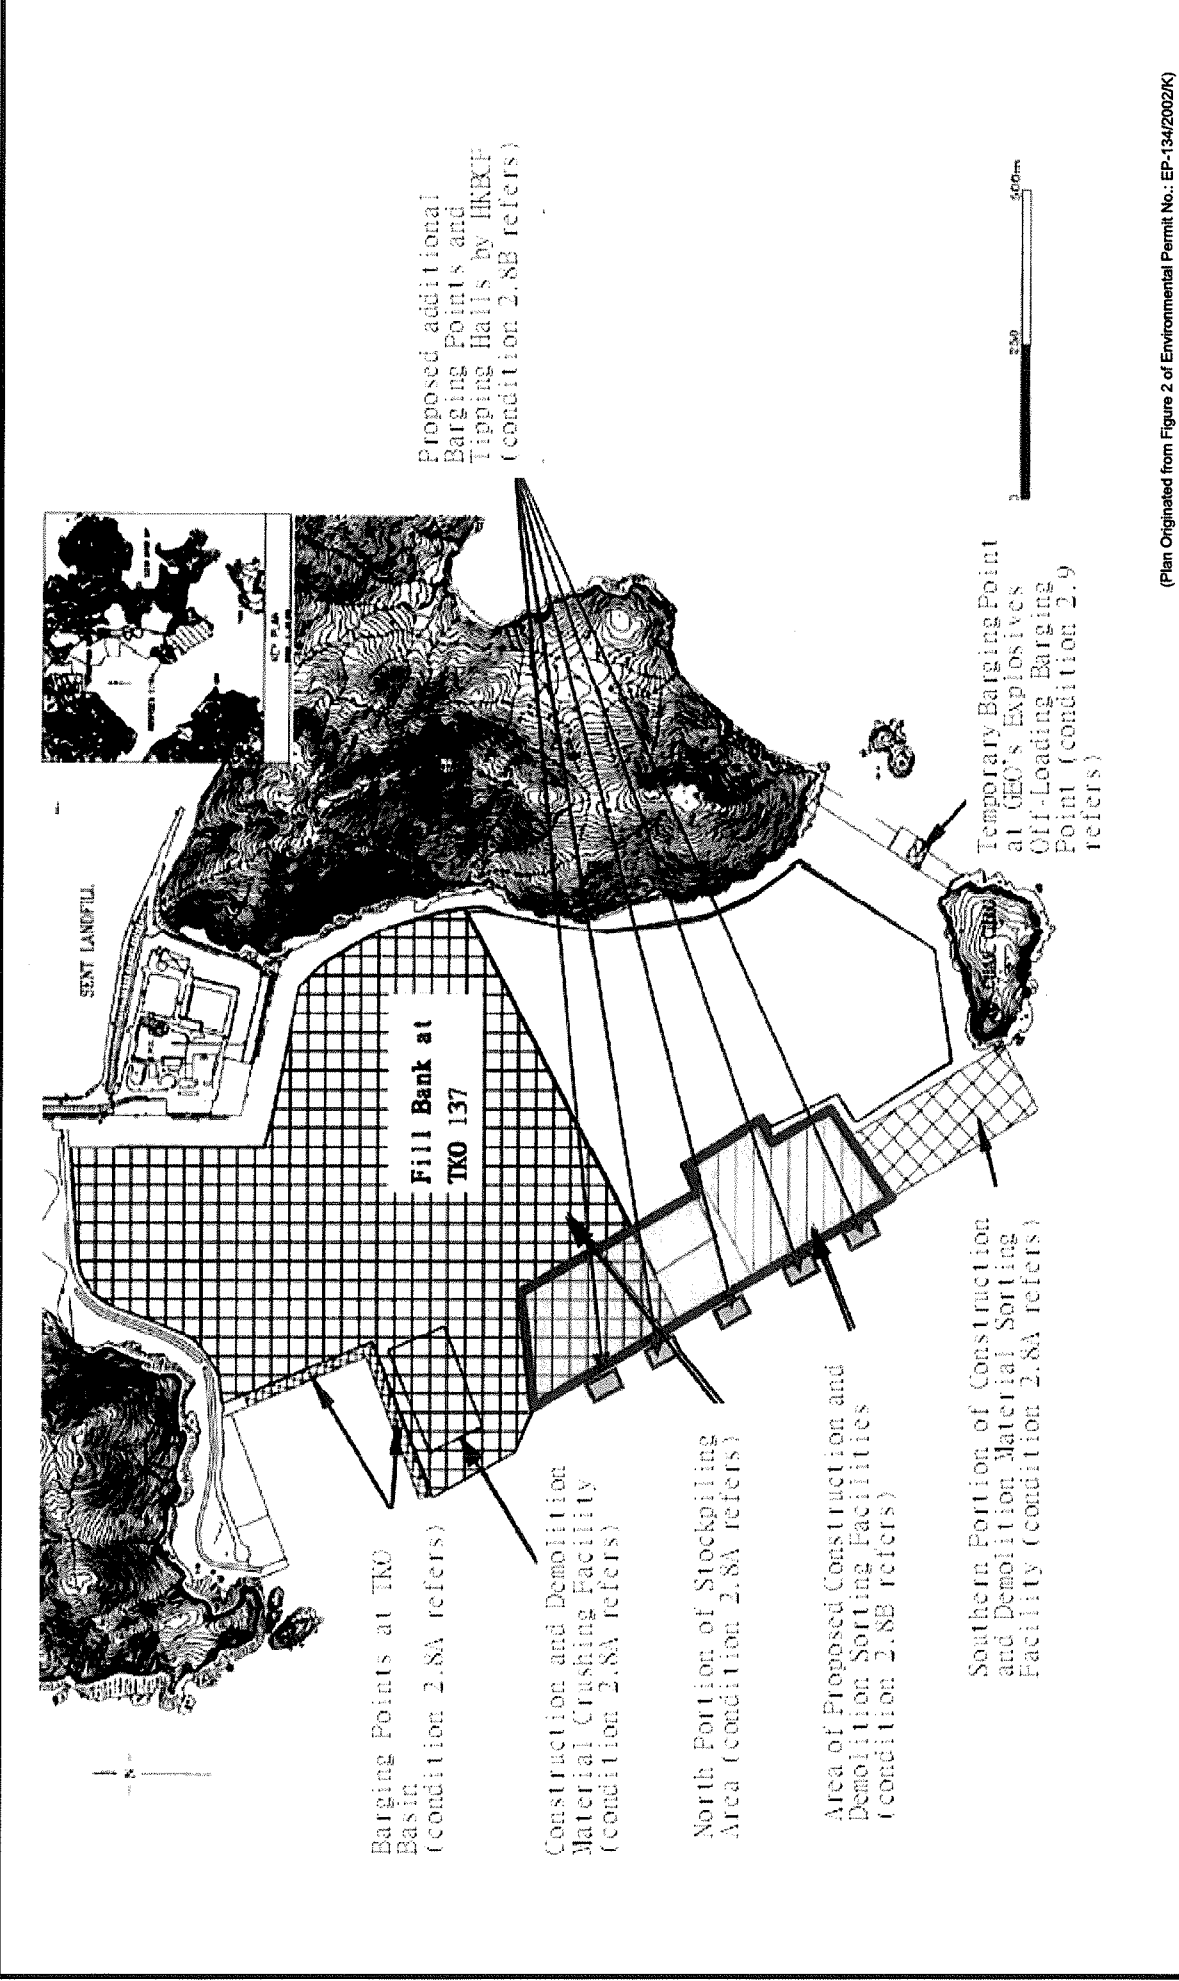 SENT LANDFILL
Fill Bank at
TKO 137
Proposed additional
Barging Points and
Tipping Halls by HKBCF
(condition 2.8B refers)
KEY PLAN
N
Barging Points at TKO
Basin
(condition 2.8A refers)
Construction and Demolition
Material Crushing Facility
(condition 2.8A refers)
North Portion of Stockpiling
Area (condition 2.8A refers)
Area of Proposed Construction and
Demolition Sorting Facilities
(condition 2.8B refers)
Southern Portion of Construction
and Demolition Material Sorting
Facility (condition 2.8A refers)
Temporary Barging Point
at GEO's Explosives
Off-Loading Barging
Point (condition 2.9
refers)
0 250 500m
(Plan Originated from Figure 2 of Environmental Permit No.: EP-134/2002/K)